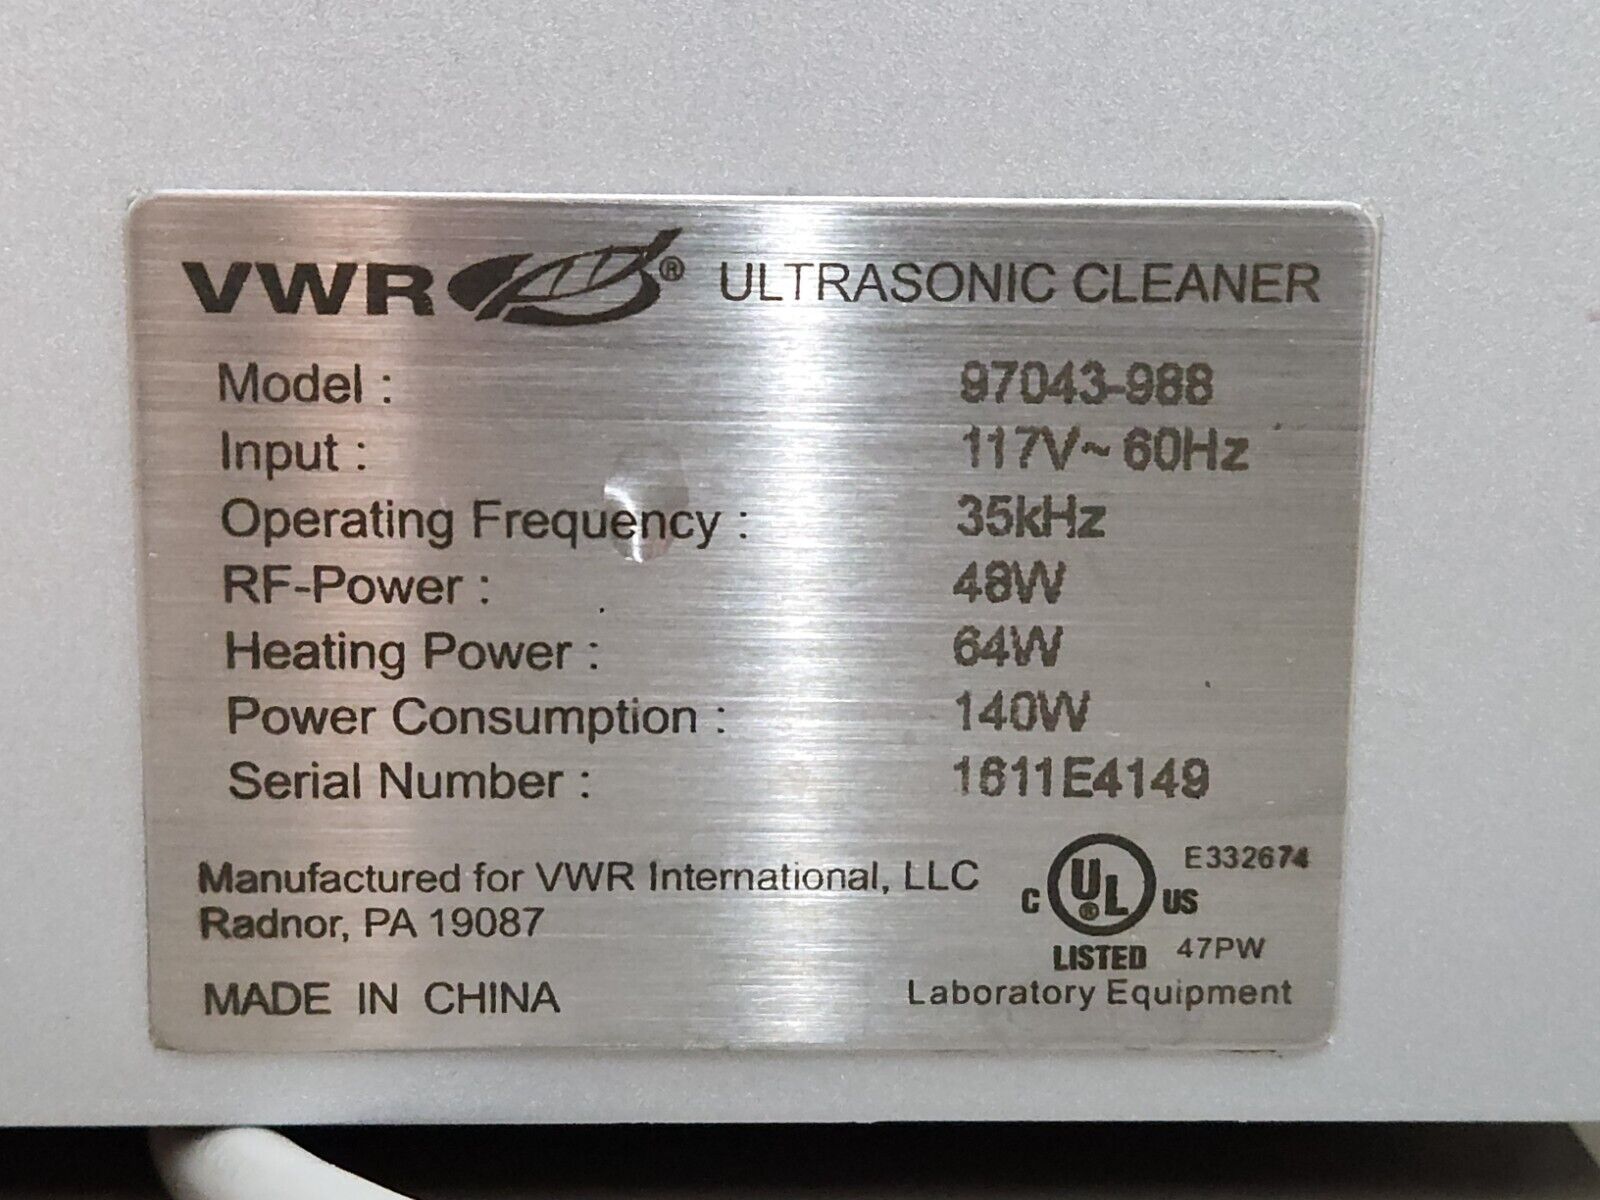 VWR® ULTRASONIC CLEANER
Model : 97043-988
Input : 117V~ 60Hz
Operating Frequency : 35kHz
RF-Power : 48W
Heating Power : 64W
Power Consumption : 140W
Serial Number : 1611E4149
Manufactured for VWR International, LLC
Radnor, PA 19087
MADE IN CHINA
E332674
C UL® US
LISTED 47PW
Laboratory Equipment